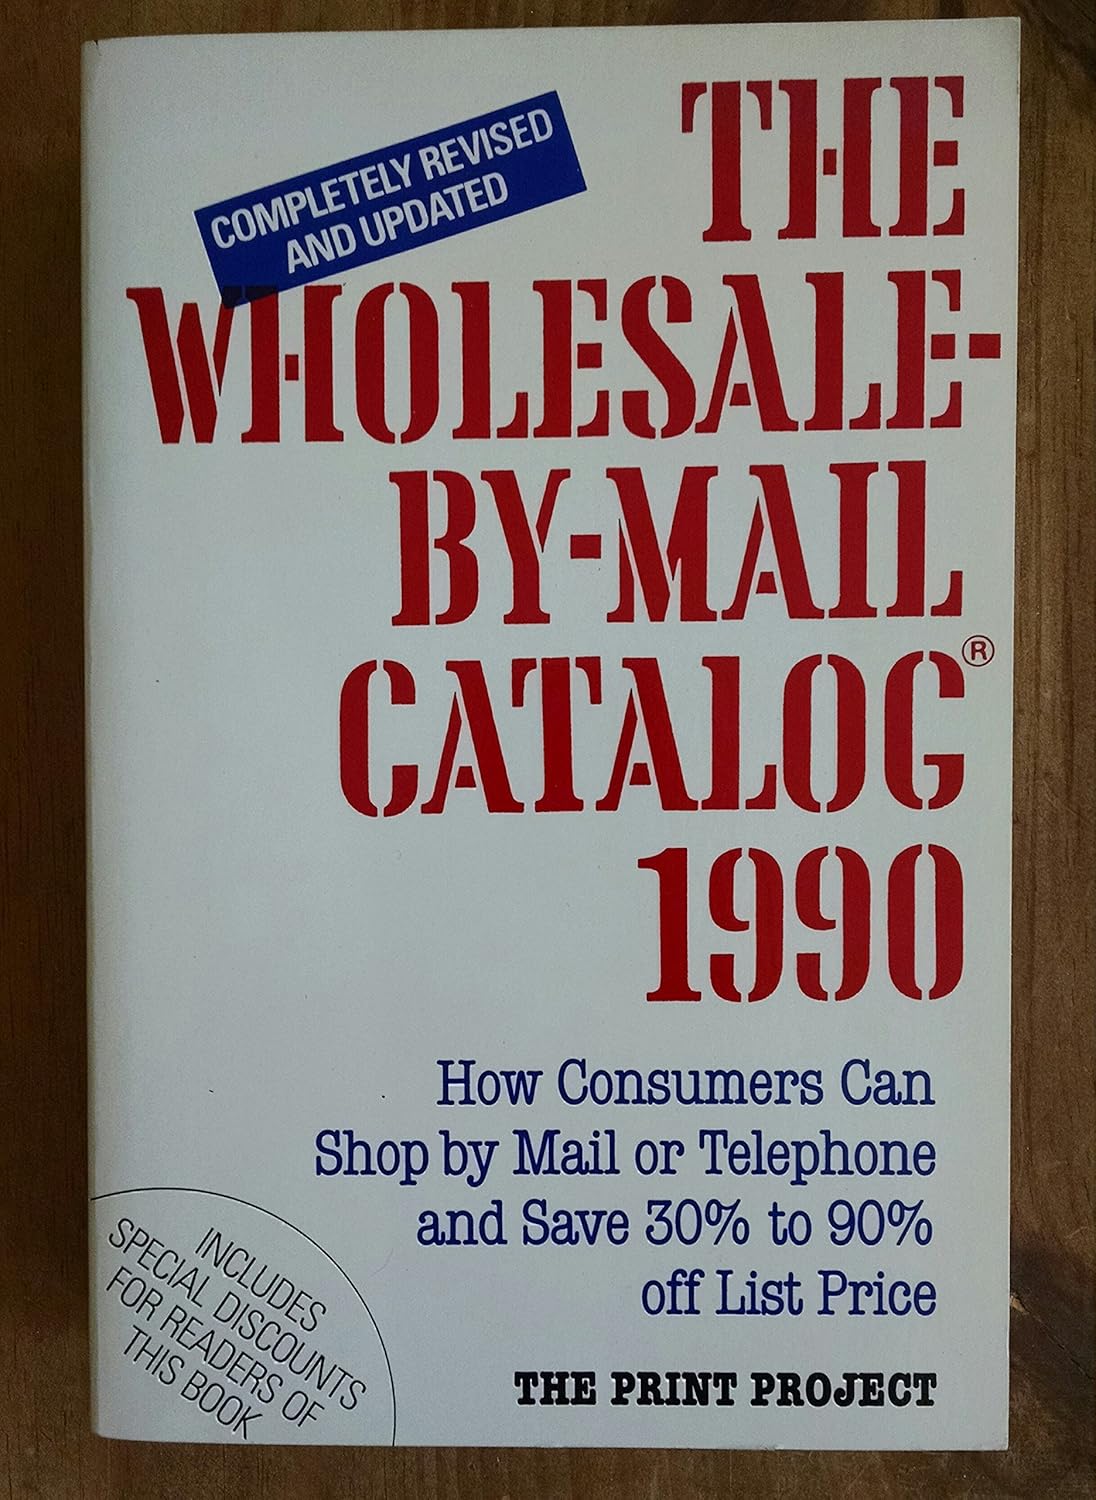 COMPLETELY REVISED
AND UPDATED
THE
WHOLESALE-
BY-MAIL
CATALOG®
1990
How Consumers Can
Shop by Mail or Telephone
and Save 30% to 90%
off List Price
INCLUDES
SPECIAL DISCOUNTS
FOR READERS OF
THIS BOOK
THE PRINT PROJECT